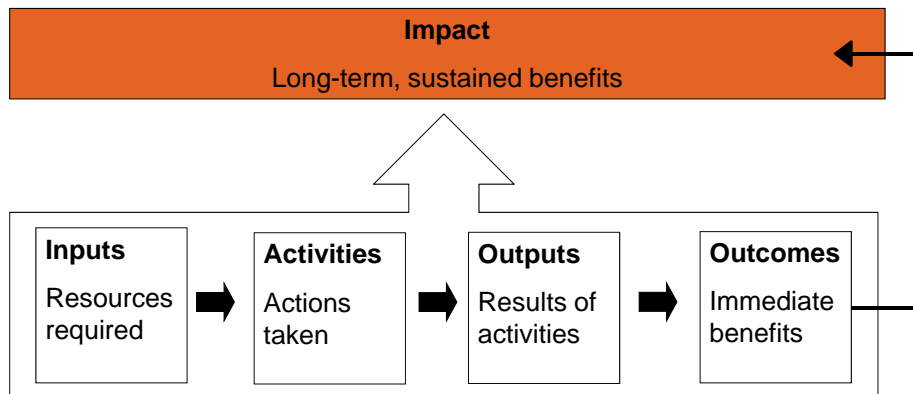 Impact
Long-term, sustained benefits
Inputs
Resources
required
Activities
Actions
taken
Outputs
Results of
activities
Outcomes
Immediate
benefits